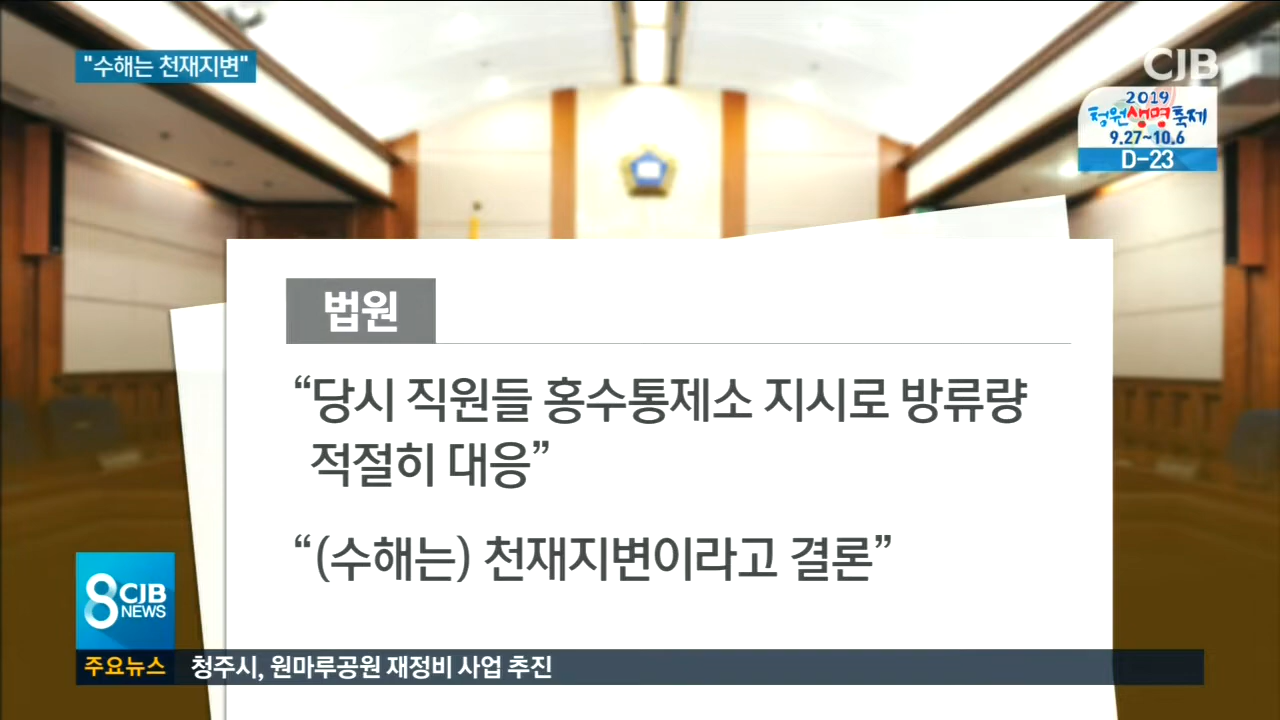 "수해는 천재지변"
CJB
2019
청원생명축제
9.27~10.6
D-23
법원
“당시 직원들 홍수통제소 지시로 방류량
적절히 대응”
“(수해는) 천재지변이라고 결론”
8 CJB
NEWS
주요뉴스 청주시, 원마루공원 재정비 사업 추진